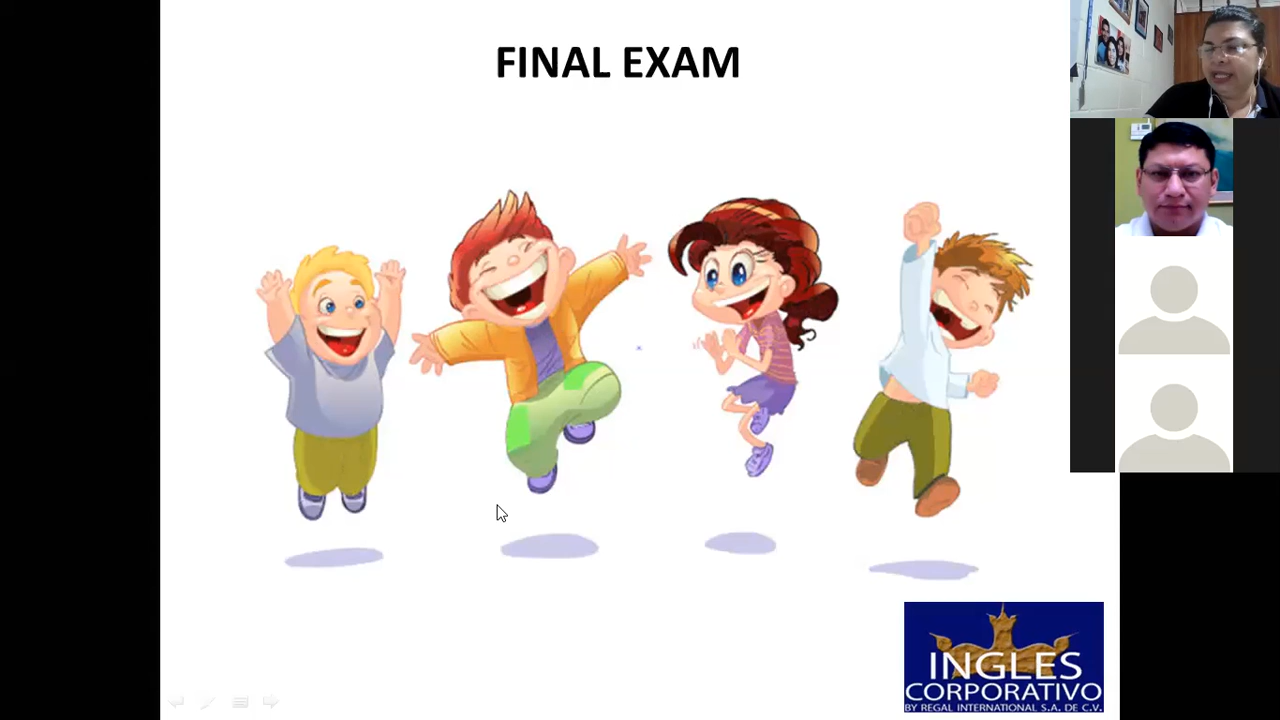 FINAL EXAM
INGLES
CORPORATIVO
BY REGAL INTERNATIONAL S.A. DE C.V.